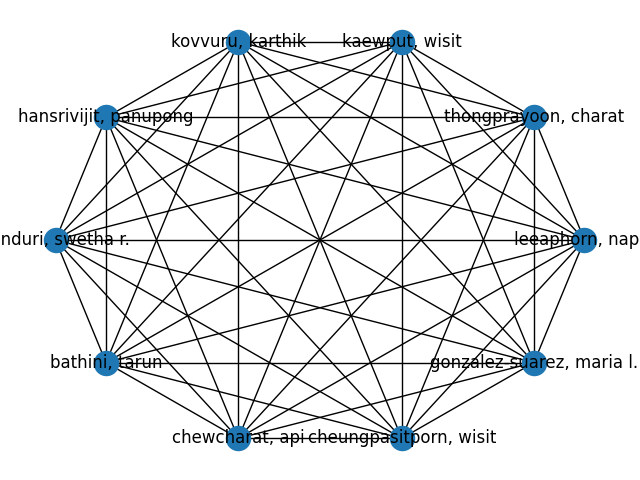 kovvuru, karthik
kaewput, wisit
hansrivijit, panupong
thongprayoon, charat
nduri, swetha r.
leeaphorn, nap
bathini, tarun
gonzalez suarez, maria l.
chewcharat, api
cheungpasitporn, wisit